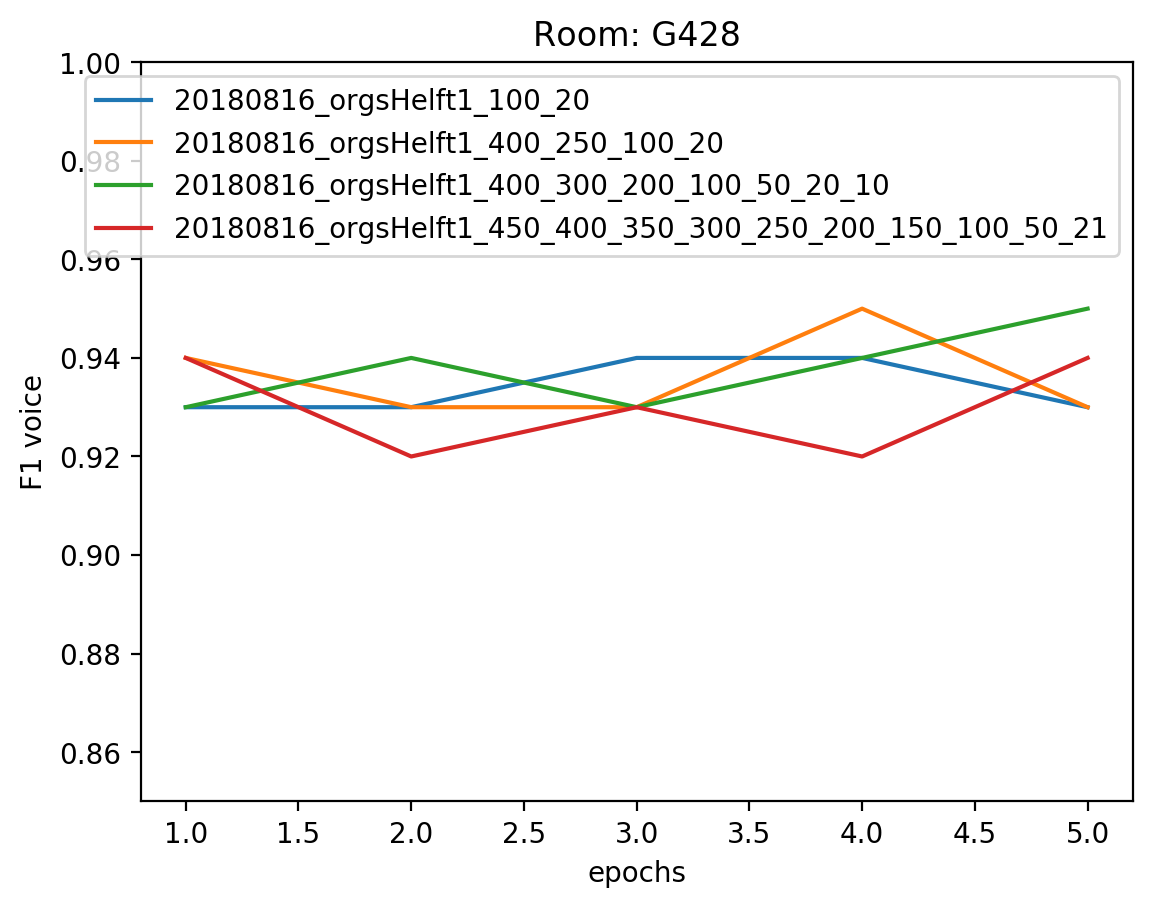 Room: G428
1.00
20180816_orgsHelft1_100_20
20180816_orgsHelft1_400_250_100_20
0.98
20180816_orgsHelft1_400_300_200_100_50_20_10
20180816_orgsHelft1_450_400_350_300_250_200_150_100_50_21
0.96
0.94
0.92
0.90
0.88
0.86
F1 voice
1.0 1.5 2.0 2.5 3.0 3.5 4.0 4.5 5.0
epochs